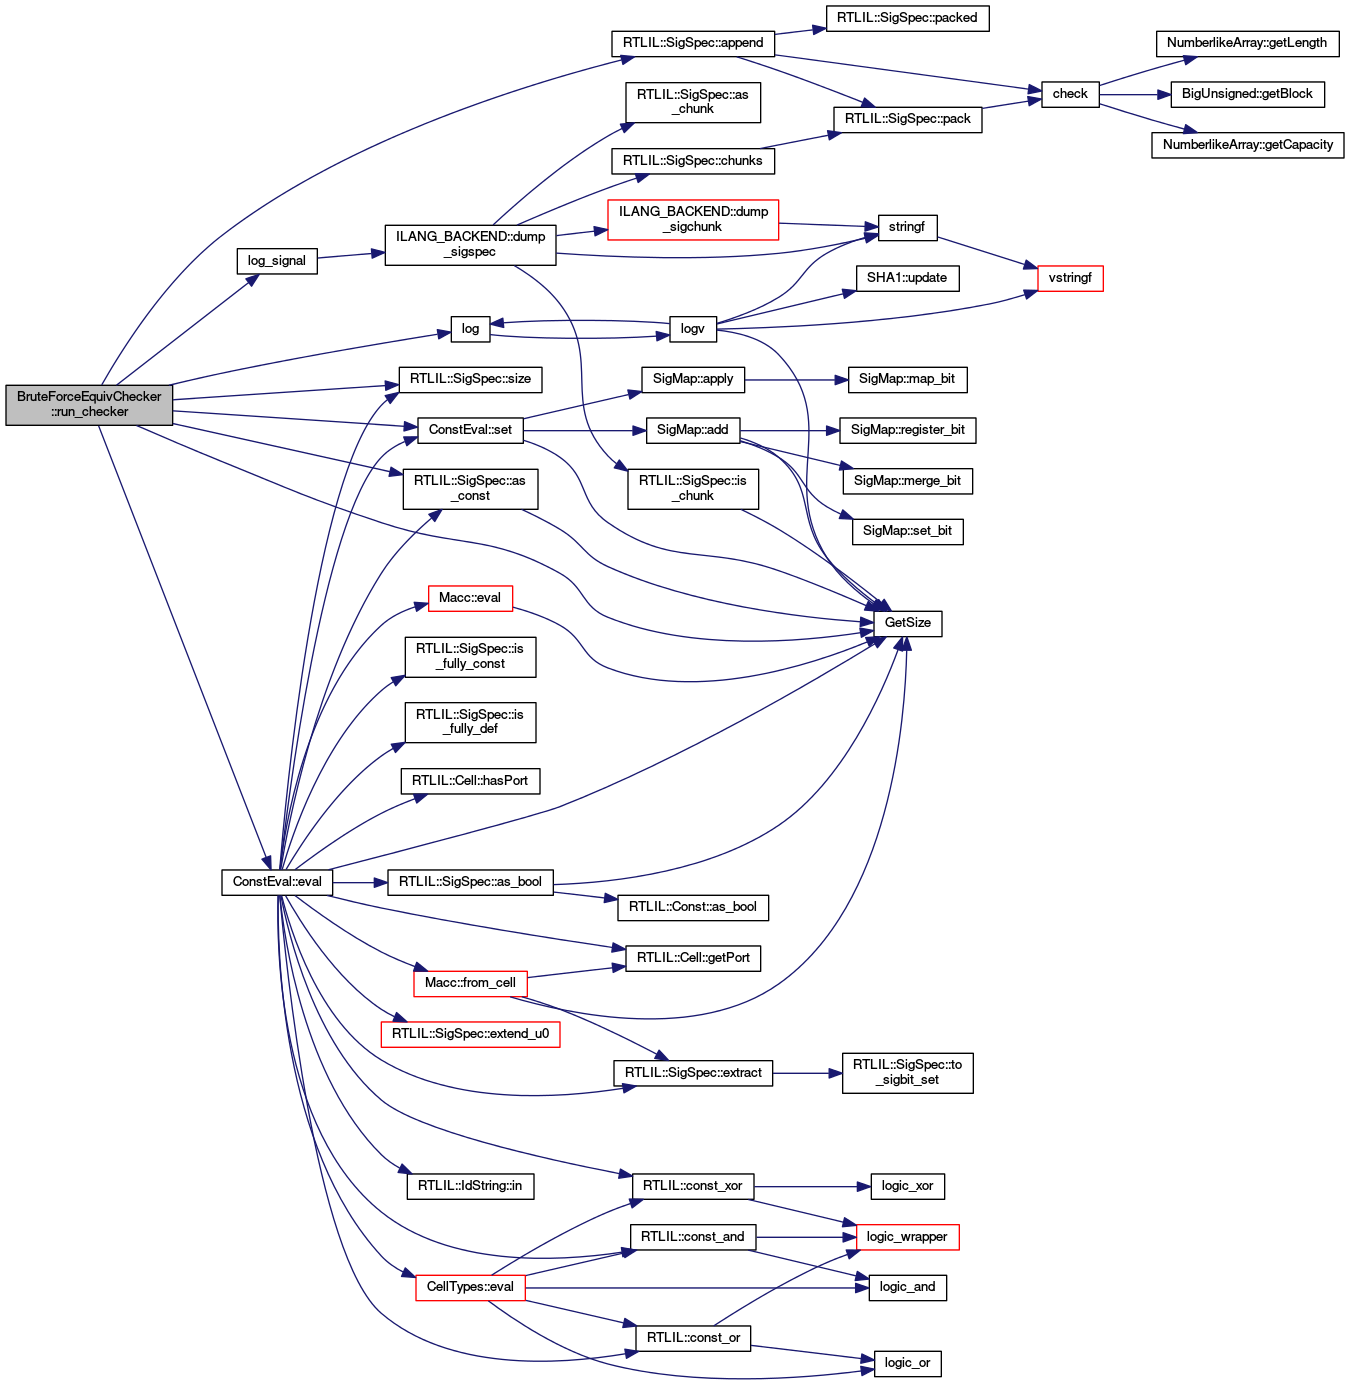 RTLIL::SigSpec::packed
RTLIL::SigSpec::append
NumberlikeArray::getLength
RTLIL::SigSpec::as
_chunk
check
BigUnsigned::getBlock
RTLIL::SigSpec::pack
NumberlikeArray::getCapacity
RTLIL::SigSpec::chunks
ILANG_BACKEND::dump
_sigchunk
stringf
ILANG_BACKEND::dump
_sigspec
log_signal
SHA1::update
vstringf
log
logv
RTLIL::SigSpec::size
SigMap::apply
SigMap::map_bit
BruteForceEquivChecker
::run_checker
ConstEval::set
SigMap::add
SigMap::register_bit
RTLIL::SigSpec::as
_const
RTLIL::SigSpec::is
_chunk
SigMap::merge_bit
SigMap::set_bit
Macc::eval
GetSize
RTLIL::SigSpec::is
_fully_const
RTLIL::SigSpec::is
_fully_def
RTLIL::Cell::hasPort
ConstEval::eval
RTLIL::SigSpec::as_bool
RTLIL::Const::as_bool
RTLIL::Cell::getPort
Macc::from_cell
RTLIL::SigSpec::extend_u0
RTLIL::SigSpec::extract
RTLIL::SigSpec::to
_sigbit_set
RTLIL::IdString::in
RTLIL::const_xor
logic_xor
RTLIL::const_and
logic_wrapper
CellTypes::eval
logic_and
RTLIL::const_or
logic_or